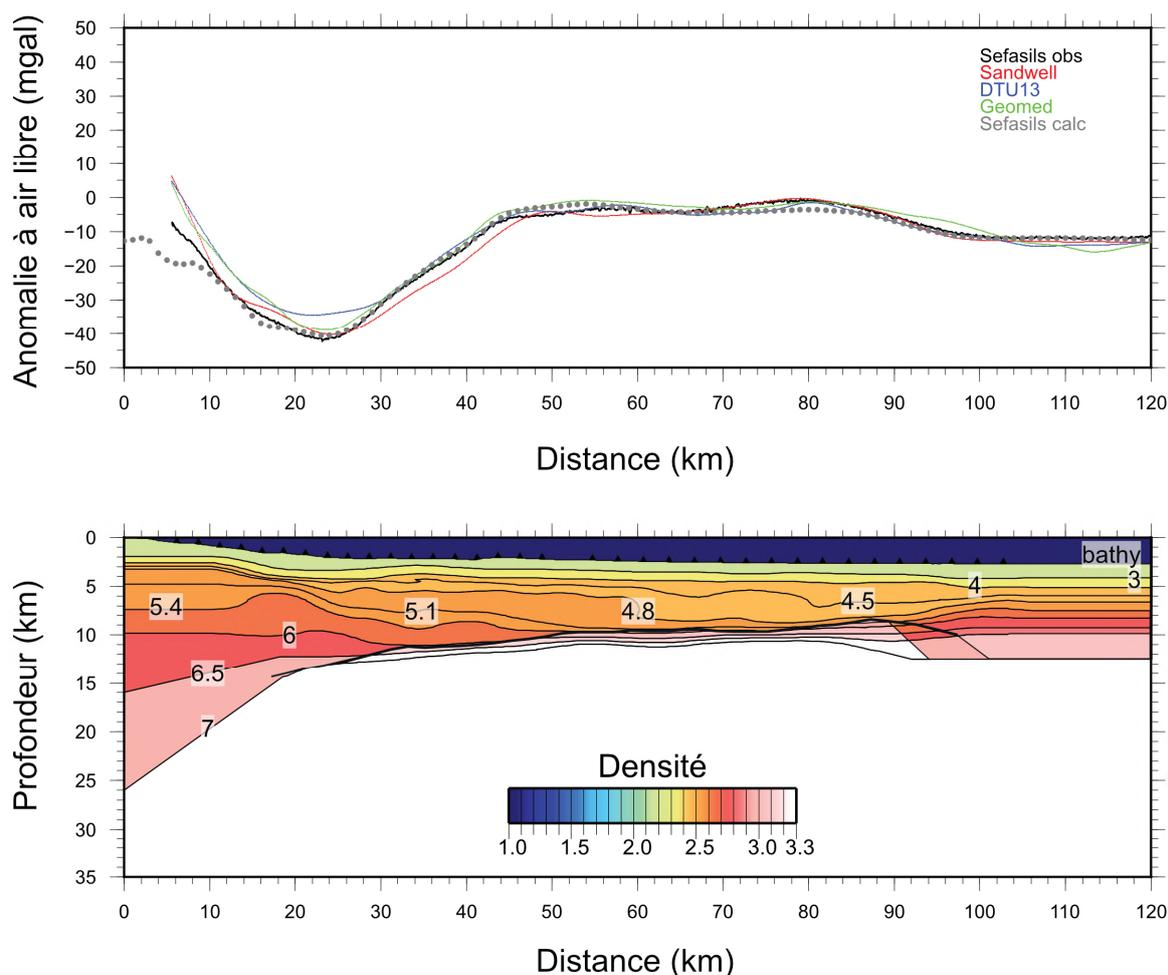 Anomalie à air libre (mgal)
50
40
30
20
10
0
−10
−20
−30
−40
−50
Sefasils obs
Sandwell
DTU13
Geomed
Sefasils calc
0 10 20 30 40 50 60 70 80 90 100 110 120
Distance (km)
Profondeur (km)
0
5
10
15
20
25
30
35
bathy
3
4
4.5
4.8
5.1
5.4
6
6.5
7
Densité
1.0 1.5 2.0 2.5 3.0 3.3
0 10 20 30 40 50 60 70 80 90 100 110 120
Distance (km)